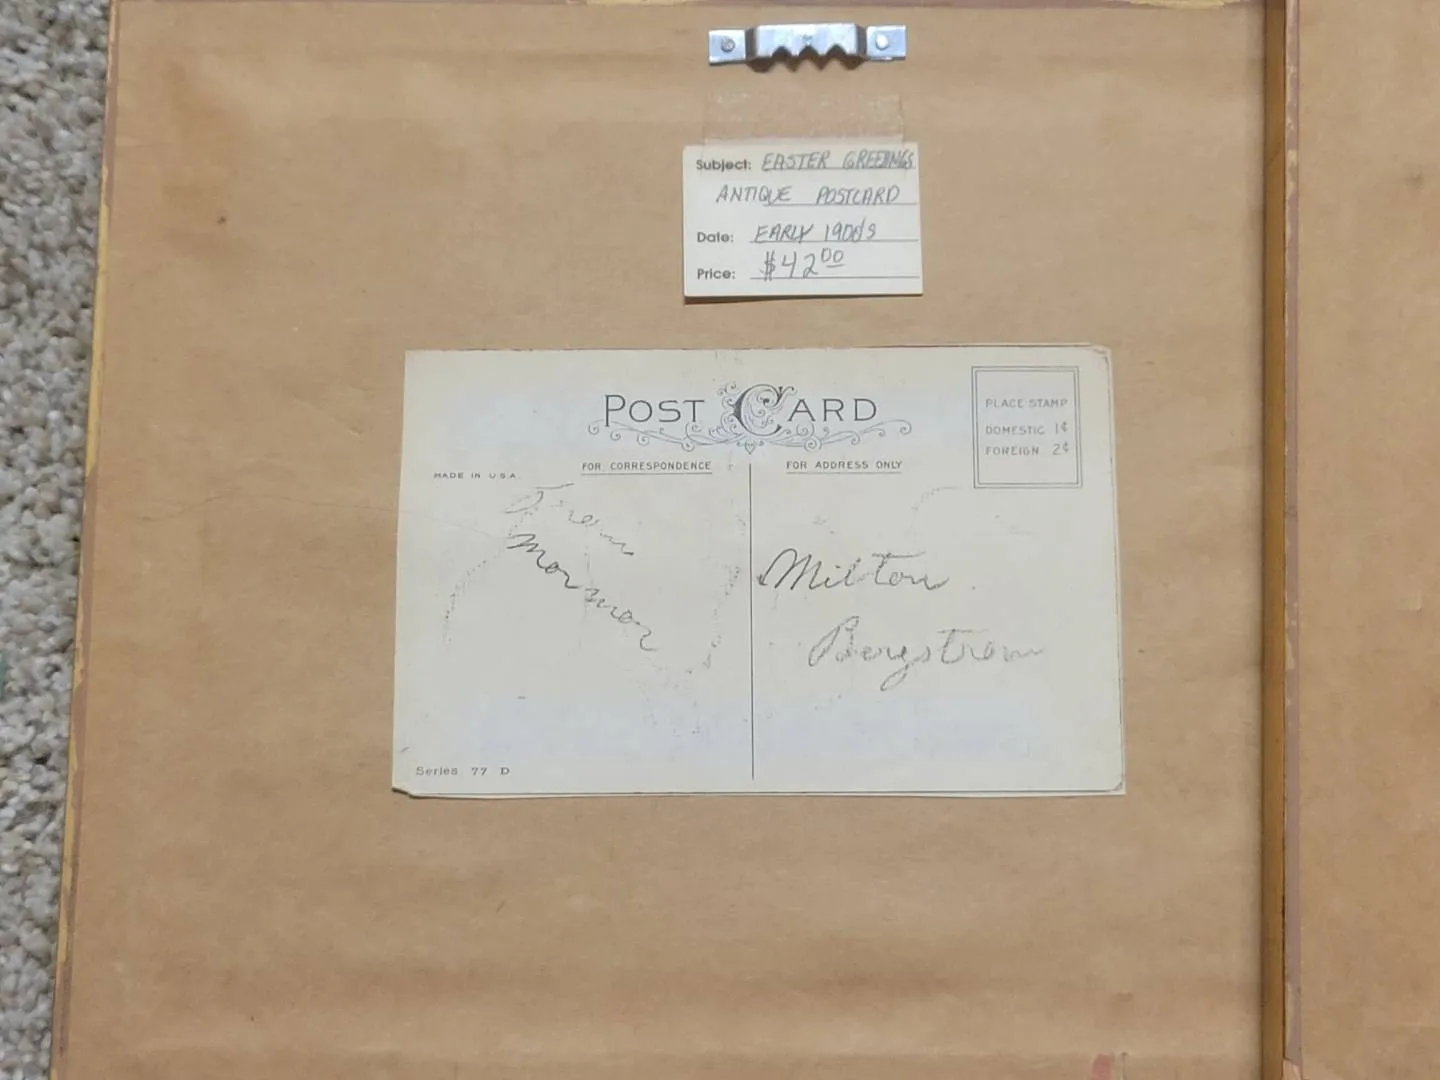 Subject: EASTER GREETINGS
ANTIQUE POSTCARD
Date: EARLY 1900's
Price: $42.00
POST CARD
PLACE STAMP
DOMESTIC 1¢
FOREIGN 2¢
MADE IN U.S.A.
FOR CORRESPONDENCE
FOR ADDRESS ONLY
From
Mormor
Milton
Bergstrom
Series 77 D